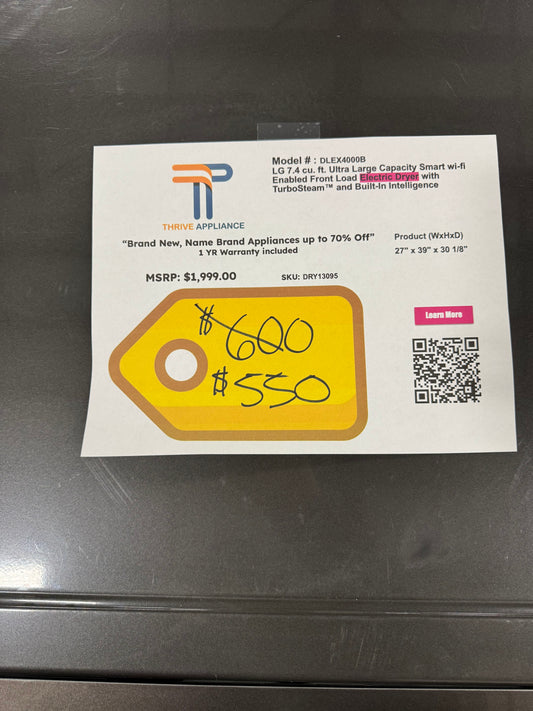 Model # : DLEX4000B
LG 7.4 cu. ft. Ultra Large Capacity Smart wi-fi
Enabled Front Load Electric Dryer with
TurboSteam™ and Built-In Intelligence
THRIVE APPLIANCE
“Brand New, Name Brand Appliances up to 70% Off”
1 YR Warranty included
Product (WxHxD)
27" x 39" x 30 1/8"
MSRP: $1,999.00
SKU: DRY13095
$600
$550
Learn More